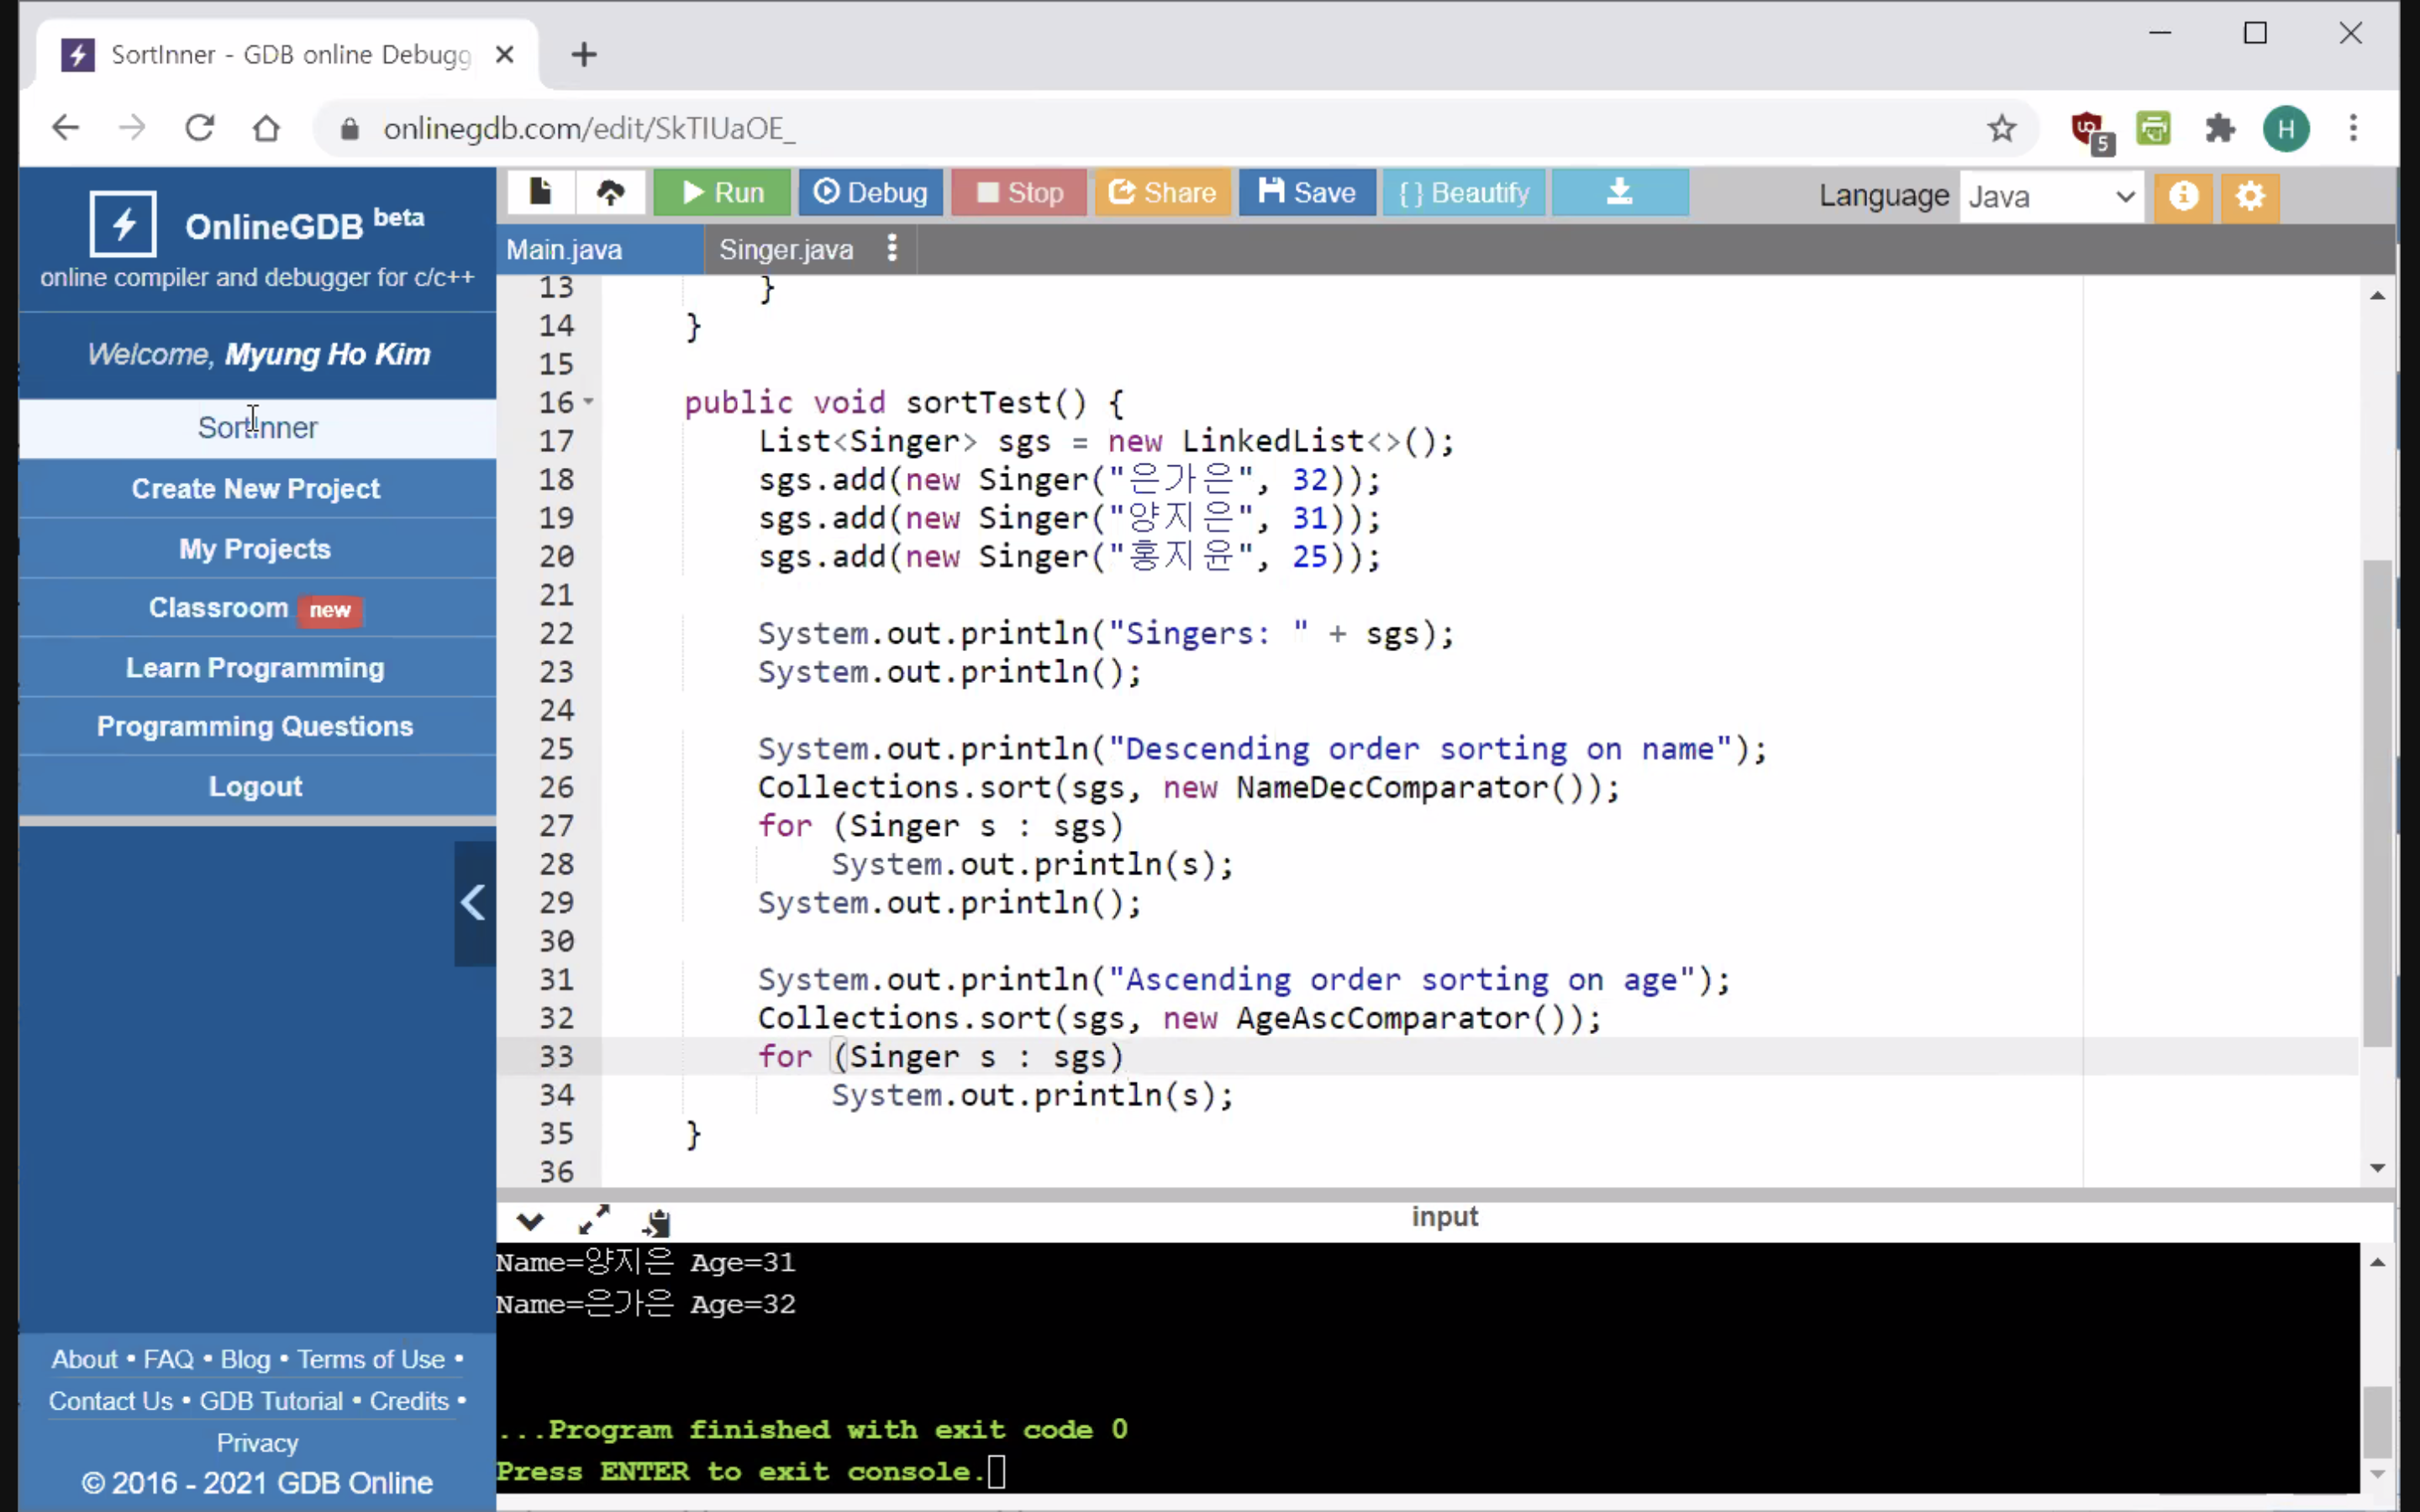 SortInner - GDB online Debugg
onlinegdb.com/edit/SkTIUaOE_
5
H
OnlineGDB beta
online compiler and debugger for c/c++
Welcome, Myung Ho Kim
SortInner
Create New Project
My Projects
Classroom new
Learn Programming
Programming Questions
Logout
About • FAQ • Blog • Terms of Use •
Contact Us • GDB Tutorial • Credits •
Privacy
© 2016 - 2021 GDB Online
Run Debug Stop Share Save { } Beautify Language Java
Main.java Singer.java
13 }
14 }
15
16 public void sortTest() {
17 List<Singer> sgs = new LinkedList<>();
18 sgs.add(new Singer("은가은", 32));
19 sgs.add(new Singer("양지은", 31));
20 sgs.add(new Singer("홍지윤", 25));
21
22 System.out.println("Singers: " + sgs);
23 System.out.println();
24
25 System.out.println("Descending order sorting on name");
26 Collections.sort(sgs, new NameDecComparator());
27 for (Singer s : sgs)
28 System.out.println(s);
29 System.out.println();
30
31 System.out.println("Ascending order sorting on age");
32 Collections.sort(sgs, new AgeAscComparator());
33 for (Singer s : sgs)
34 System.out.println(s);
35 }
36
input
Name=양지은 Age=31
Name=은가은 Age=32
...Program finished with exit code 0
Press ENTER to exit console.